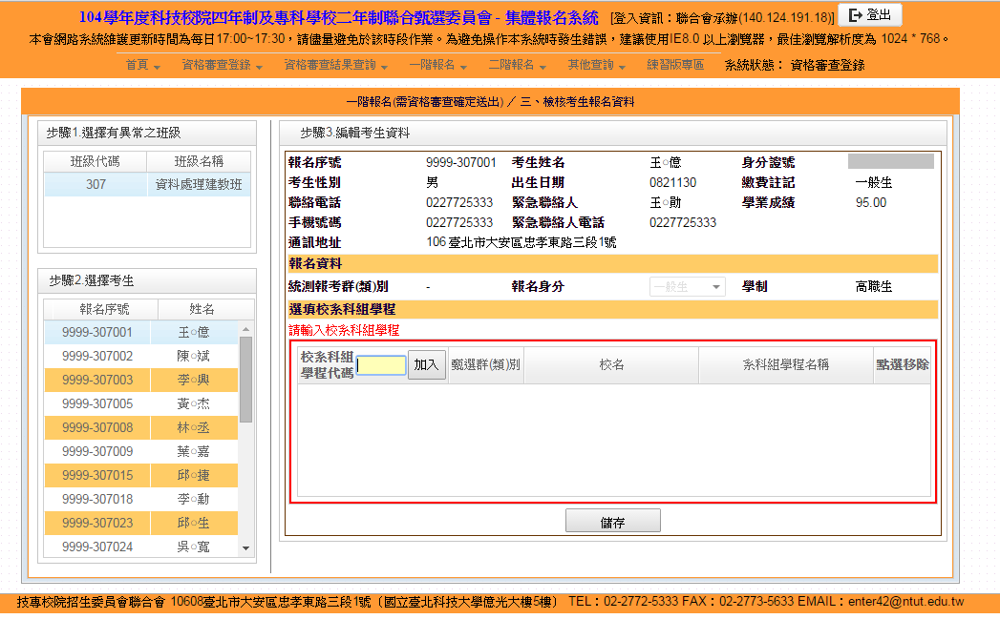 104學年度科技校院四年制及專科學校二年制聯合甄選委員會 - 集體報名系統 [登入資訊：聯合會承辦(140.124.191.18)] 登出
本會網路系統維護更新時間為每日17:00~17:30，請儘量避免於該時段作業。為避免操作本系統時發生錯誤，建議使用IE8.0 以上瀏覽器，最佳瀏覽解析度為 1024 * 768。
首頁 資格審查登錄 資格審查結果查詢 一階報名 二階報名 其他查詢 練習版專區 系統狀態： 資格審查登錄
一階報名(需資格審查確定送出) ／ 三、檢核考生報名資料
步驟1.選擇有異常之班級
班級代碼 班級名稱
307 資料處理建教班
步驟2.選擇考生
報名序號 姓名
9999-307001 王○億
9999-307002 陳○斌
9999-307003 李○興
9999-307005 黃○杰
9999-307008 林○丞
9999-307009 葉○嘉
9999-307015 邱○捷
9999-307018 李○勳
9999-307023 邱○生
9999-307024 吳○寬
步驟3.編輯考生資料
報名序號 9999-307001 考生姓名 王○億 身分證號
考生性別 男 出生日期 0821130 繳費註記 一般生
聯絡電話 0227725333 緊急聯絡人 王○勛 學業成績 95.00
手機號碼 0227725333 緊急聯絡人電話 0227725333
通訊地址 106 臺北市大安區忠孝東路三段1號
報名資料
統測報考群(類)別 - 報名身分 一般生 學制 高職生
選填校系科組學程
請輸入校系科組學程
校系科組學程代碼 加入 甄選群(類)別 校名 系科組學程名稱 點選移除
儲存
技專校院招生委員會聯合會 10608臺北市大安區忠孝東路三段1號〔國立臺北科技大學億光大樓5樓〕 TEL：02-2772-5333 FAX：02-2773-5633 EMAIL：enter42@ntut.edu.tw